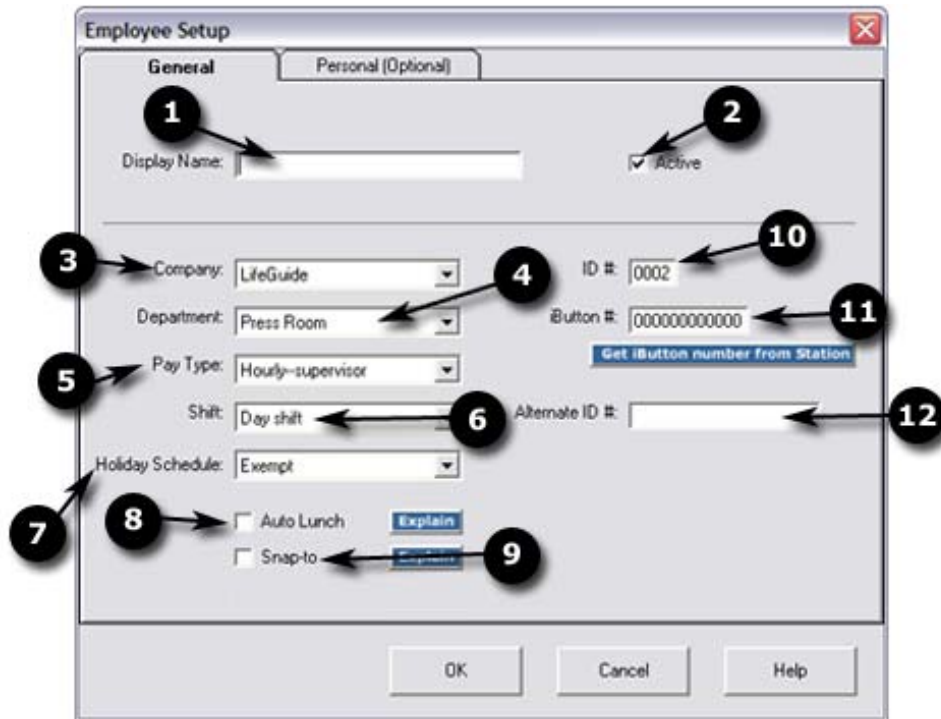 Employee Setup
General Personal (Optional)
1 2
Display Name: Active
3 Company: LifeGuide 4 ID #: 0002 10
Department: Press Room iButton #: 000000000000 11
Get iButton number from Station
5 Pay Type: Hourly--supervisor
Shift: Day shift 6 Alternate ID #: 12
Holiday Schedule: Exempt
7 8 Auto Lunch Explain
Snap-to Explain 9
OK Cancel Help